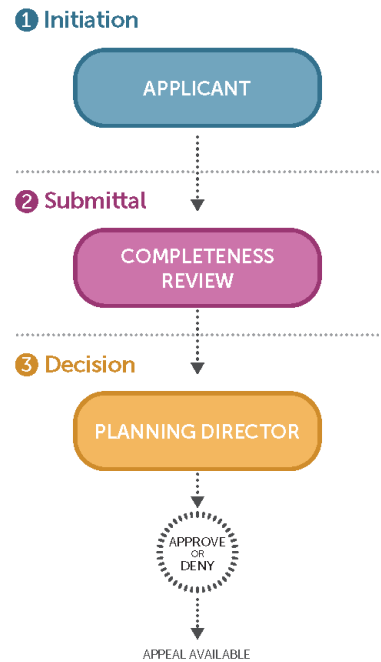 1 Initiation
APPLICANT
2 Submittal
COMPLETENESS
REVIEW
3 Decision
PLANNING DIRECTOR
APPROVE
OR
DENY
APPEAL AVAILABLE